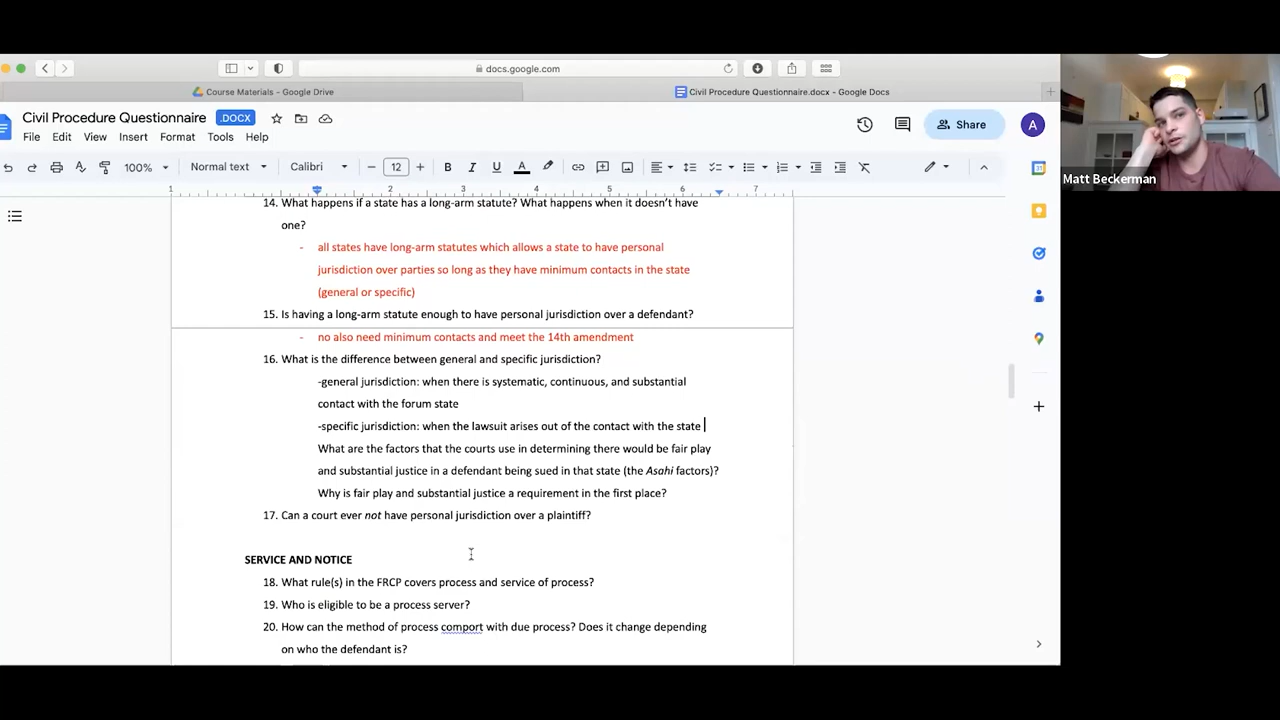 docs.google.com
Course Materials – Google Drive
Civil Procedure Questionnaire.docx - Google Docs
Civil Procedure Questionnaire .DOCX
File Edit View Insert Format Tools Help
Share
A
100% Normal text Calibri − 12 + B I U A
1 1 2 3 4 5 6 7
14. What happens if a state has a long-arm statute? What happens when it doesn't have
one?
- all states have long-arm statutes which allows a state to have personal
jurisdiction over parties so long as they have minimum contacts in the state
(general or specific)
15. Is having a long-arm statute enough to have personal jurisdiction over a defendant?
- no also need minimum contacts and meet the 14th amendment
16. What is the difference between general and specific jurisdiction?
-general jurisdiction: when there is systematic, continuous, and substantial
contact with the forum state
-specific jurisdiction: when the lawsuit arises out of the contact with the state
What are the factors that the courts use in determining there would be fair play
and substantial justice in a defendant being sued in that state (the Asahi factors)?
Why is fair play and substantial justice a requirement in the first place?
17. Can a court ever not have personal jurisdiction over a plaintiff?
SERVICE AND NOTICE
18. What rule(s) in the FRCP covers process and service of process?
19. Who is eligible to be a process server?
20. How can the method of process comport with due process? Does it change depending
on who the defendant is?
Matt Beckerman